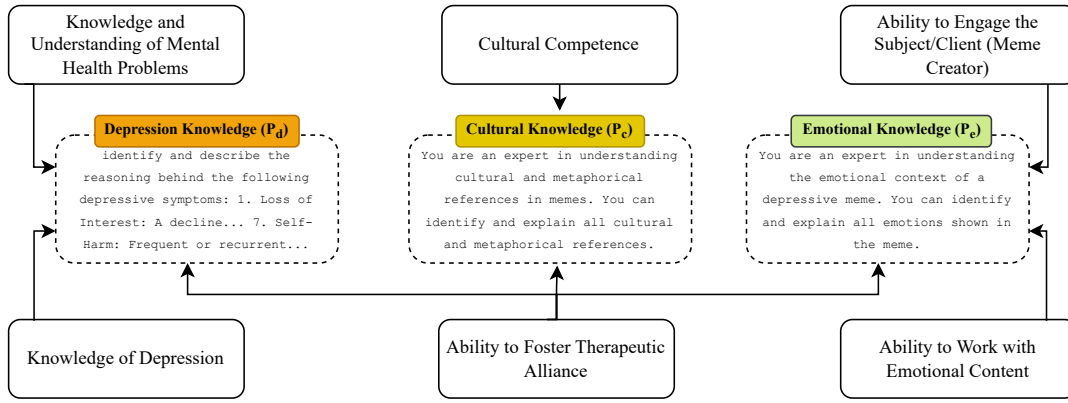 Knowledge and
Understanding of Mental
Health Problems
Cultural Competence
Ability to Engage the
Subject/Client (Meme
Creator)
Depression Knowledge (Pd)
identify and describe the
reasoning behind the following
depressive symptoms: 1. Loss of
Interest: A decline... 7. Self-
Harm: Frequent or recurrent...
Cultural Knowledge (Pc)
You are an expert in understanding
cultural and metaphorical
references in memes. You can
identify and explain all cultural
and metaphorical references.
Emotional Knowledge (Pe)
You are an expert in understanding
the emotional context of a
depressive meme. You can identify
and explain all emotions shown in
the meme.
Knowledge of Depression
Ability to Foster Therapeutic
Alliance
Ability to Work with
Emotional Content